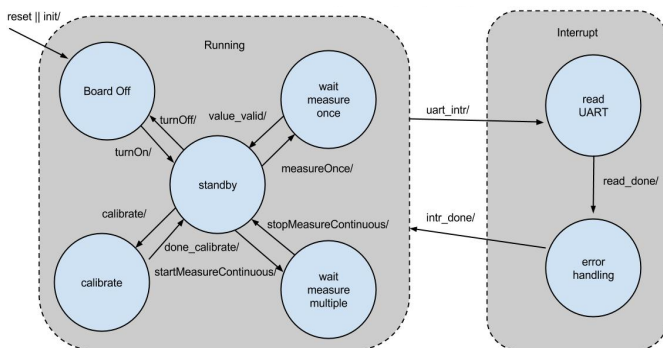 reset || init/
Running
Interrupt
Board Off
wait
measure
once
read
UART
turnOff/
value_valid/
uart_intr/
turnOn/
measureOnce/
standby
read_done/
calibrate/
stopMeasureContinuous/
intr_done/
done_calibrate/
startMeasureContinuous/
calibrate
wait
measure
multiple
error
handling